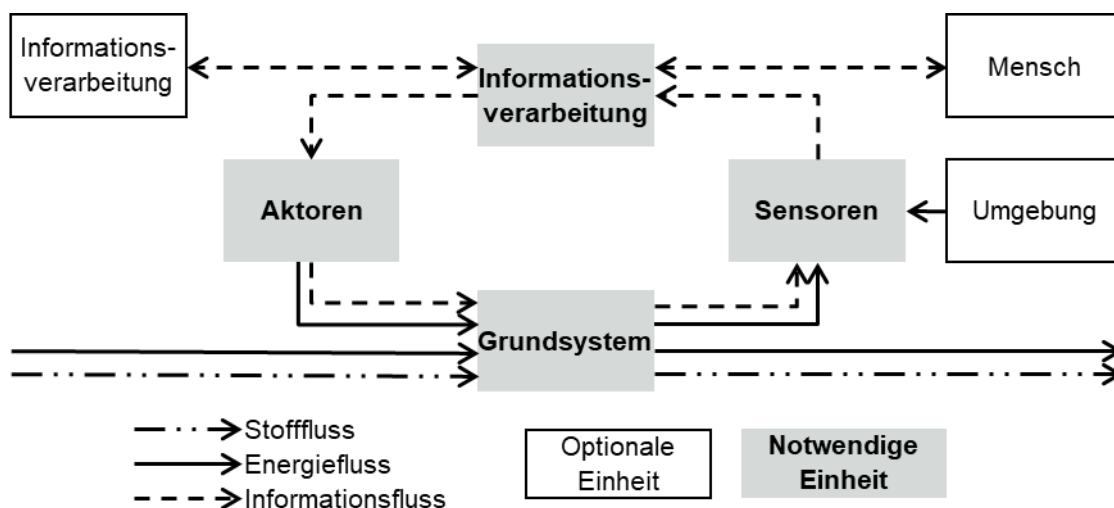 Informations-
verarbeitung
Informations-
verarbeitung
Mensch
Aktoren
Sensoren
Umgebung
Grundsystem
Stofffluss
Energiefluss
Informationsfluss
Optionale
Einheit
Notwendige
Einheit